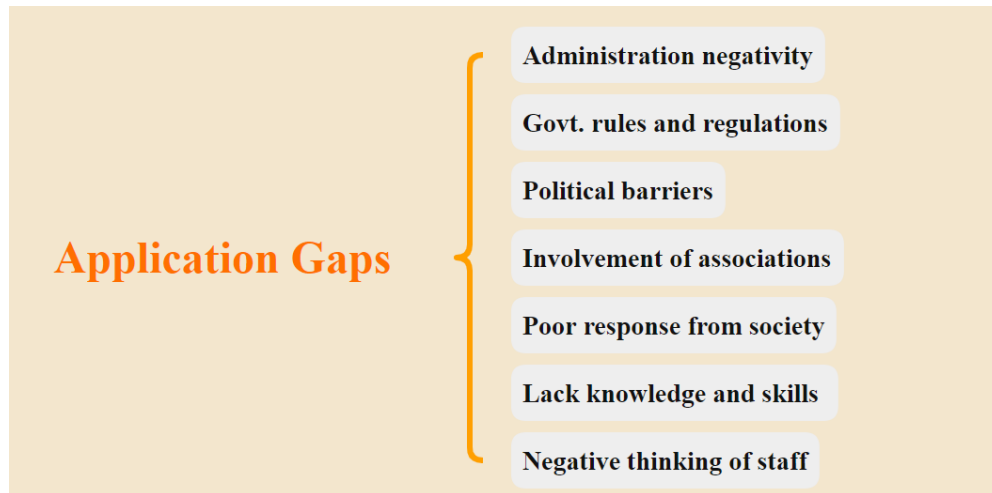 Application Gaps
Administration negativity
Govt. rules and regulations
Political barriers
Involvement of associations
Poor response from society
Lack knowledge and skills
Negative thinking of staff